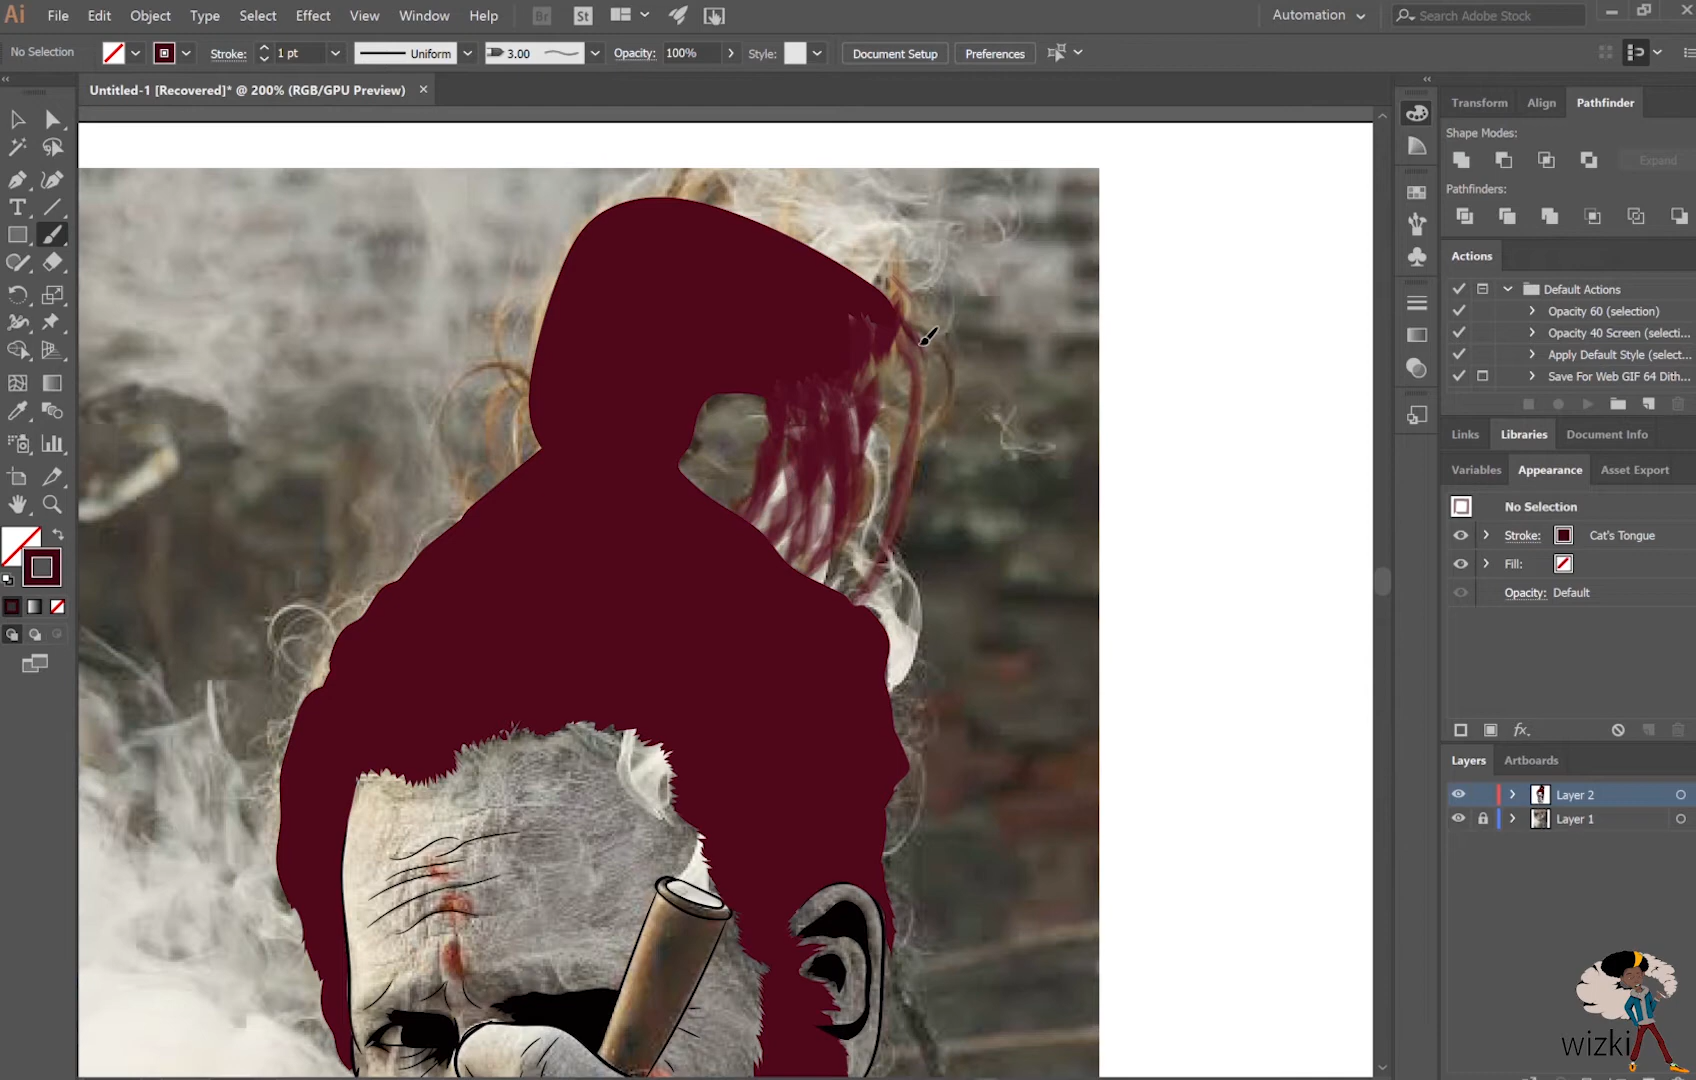 Ai File Edit Object Type Select Effect View Window Help Br St Automation Search Adobe Stock
No Selection Stroke: 1 pt Uniform 3.00 Opacity: 100% Style: Document Setup Preferences
Untitled-1 [Recovered]* @ 200% (RGB/GPU Preview)
Transform Align Pathfinder
Shape Modes:
Expand
Pathfinders:
Actions
Default Actions
Opacity 60 (selection)
Opacity 40 Screen (selecti...
Apply Default Style (select...
Save For Web GIF 64 Dith...
Links Libraries Document Info
Variables Appearance Asset Export
No Selection
Stroke: Cat's Tongue
Fill:
Opacity: Default
fx
Layers Artboards
Layer 2
Layer 1
wizki